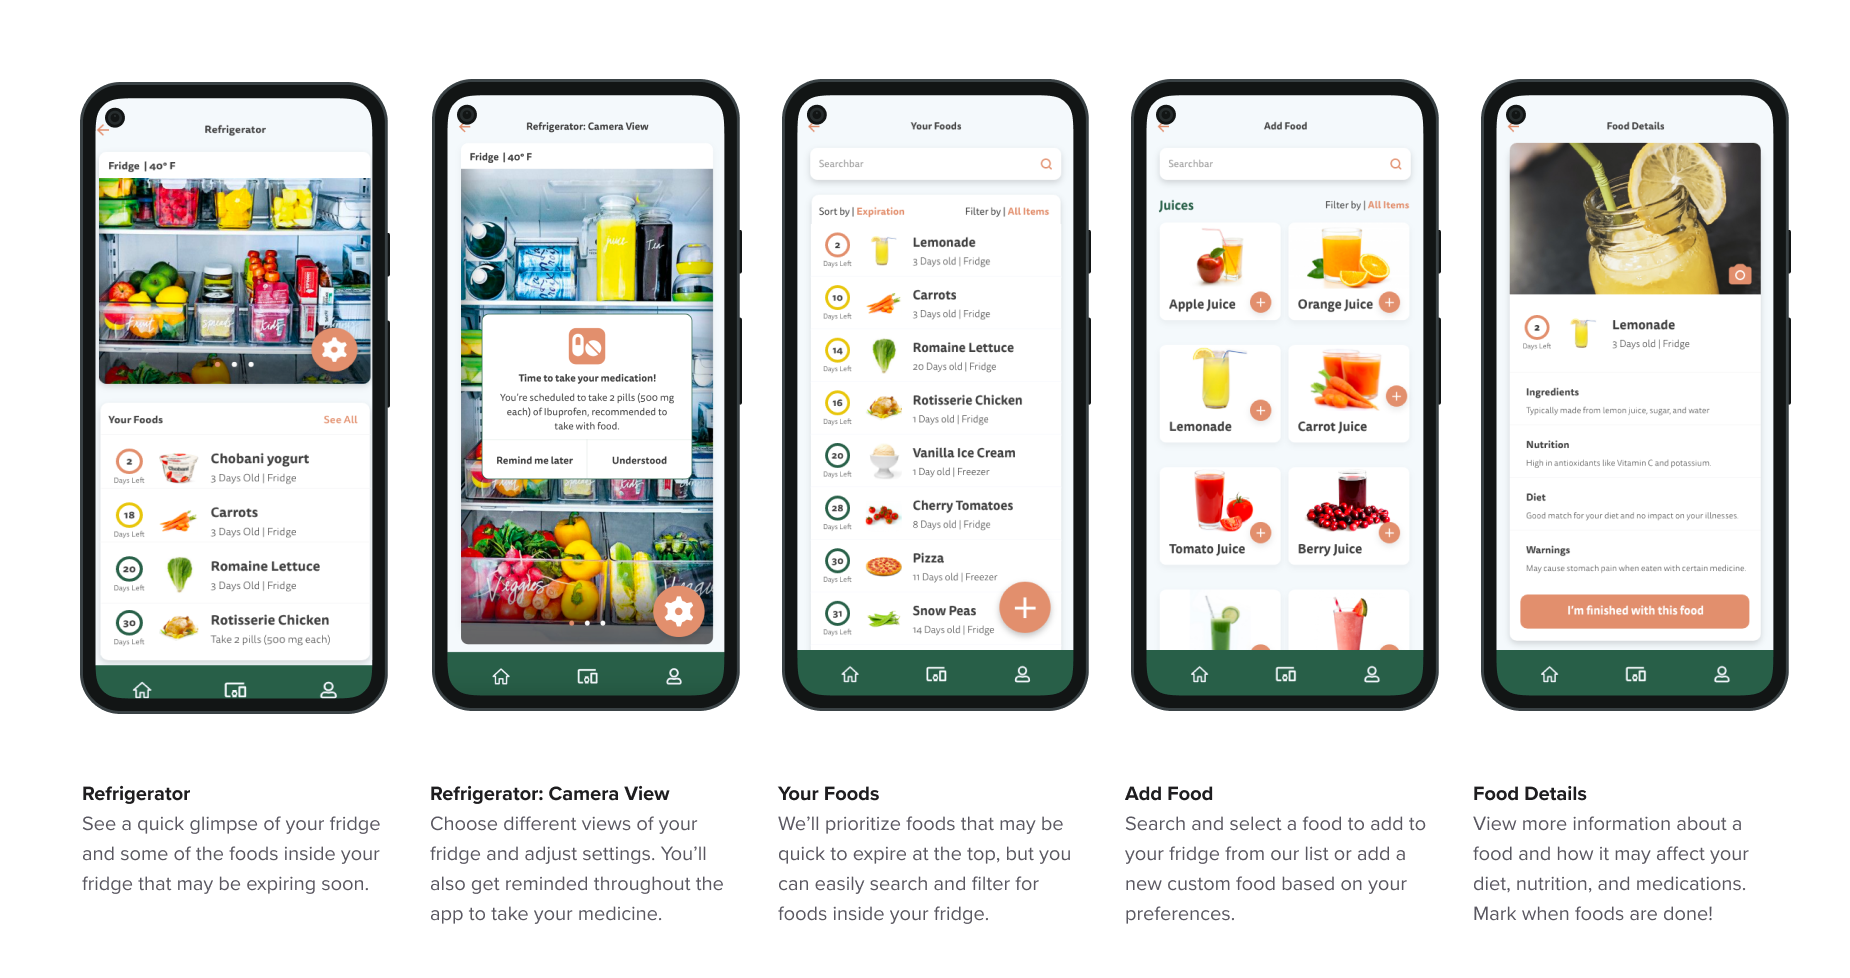 Refrigerator
Fridge | 40° F
Fruit
snacks
kids
Your Foods
See All
2
Days Left
Chobani
Chobani yogurt
3 Days Old | Fridge
18
Days Left
Carrots
3 Days Old | Fridge
20
Days Left
Romaine Lettuce
3 Days Old | Fridge
30
Days Left
Rotisserie Chicken
Take 2 pills (500 mg each)
Refrigerator: Camera View
Fridge | 40° F
juice
Tea
Time to take your medication!
You're scheduled to take 2 pills (500 mg
each) of Ibuprofen, recommended to
take with food.
Remind me later
Understood
Veggies
Your Foods
Searchbar
Sort by | Expiration
Filter by | All Items
2
Days Left
Lemonade
3 Days old | Fridge
10
Days Left
Carrots
3 Days old | Fridge
14
Days Left
Romaine Lettuce
20 Days old | Fridge
16
Days Left
Rotisserie Chicken
1 Days old | Fridge
20
Days Left
Vanilla Ice Cream
1 Day old | Freezer
28
Days Left
Cherry Tomatoes
8 Days old | Fridge
30
Days Left
Pizza
11 Days old | Freezer
31
Days Left
Snow Peas
14 Days old | Fridge
Add Food
Searchbar
Juices
Filter by | All Items
Apple Juice
Orange Juice
Lemonade
Carrot Juice
Tomato Juice
Berry Juice
Food Details
2
Days Left
Lemonade
3 Days old | Fridge
Ingredients
Typically made from lemon juice, sugar, and water
Nutrition
High in antioxidants like Vitamin C and potassium.
Diet
Good match for your diet and no impact on your illnesses.
Warnings
May cause stomach pain when eaten with certain medicine.
I'm finished with this food
Refrigerator
See a quick glimpse of your fridge
and some of the foods inside your
fridge that may be expiring soon.
Refrigerator: Camera View
Choose different views of your
fridge and adjust settings. You'll
also get reminded throughout the
app to take your medicine.
Your Foods
We'll prioritize foods that may be
quick to expire at the top, but you
can easily search and filter for
foods inside your fridge.
Add Food
Search and select a food to add to
your fridge from our list or add a
new custom food based on your
preferences.
Food Details
View more information about a
food and how it may affect your
diet, nutrition, and medications.
Mark when foods are done!